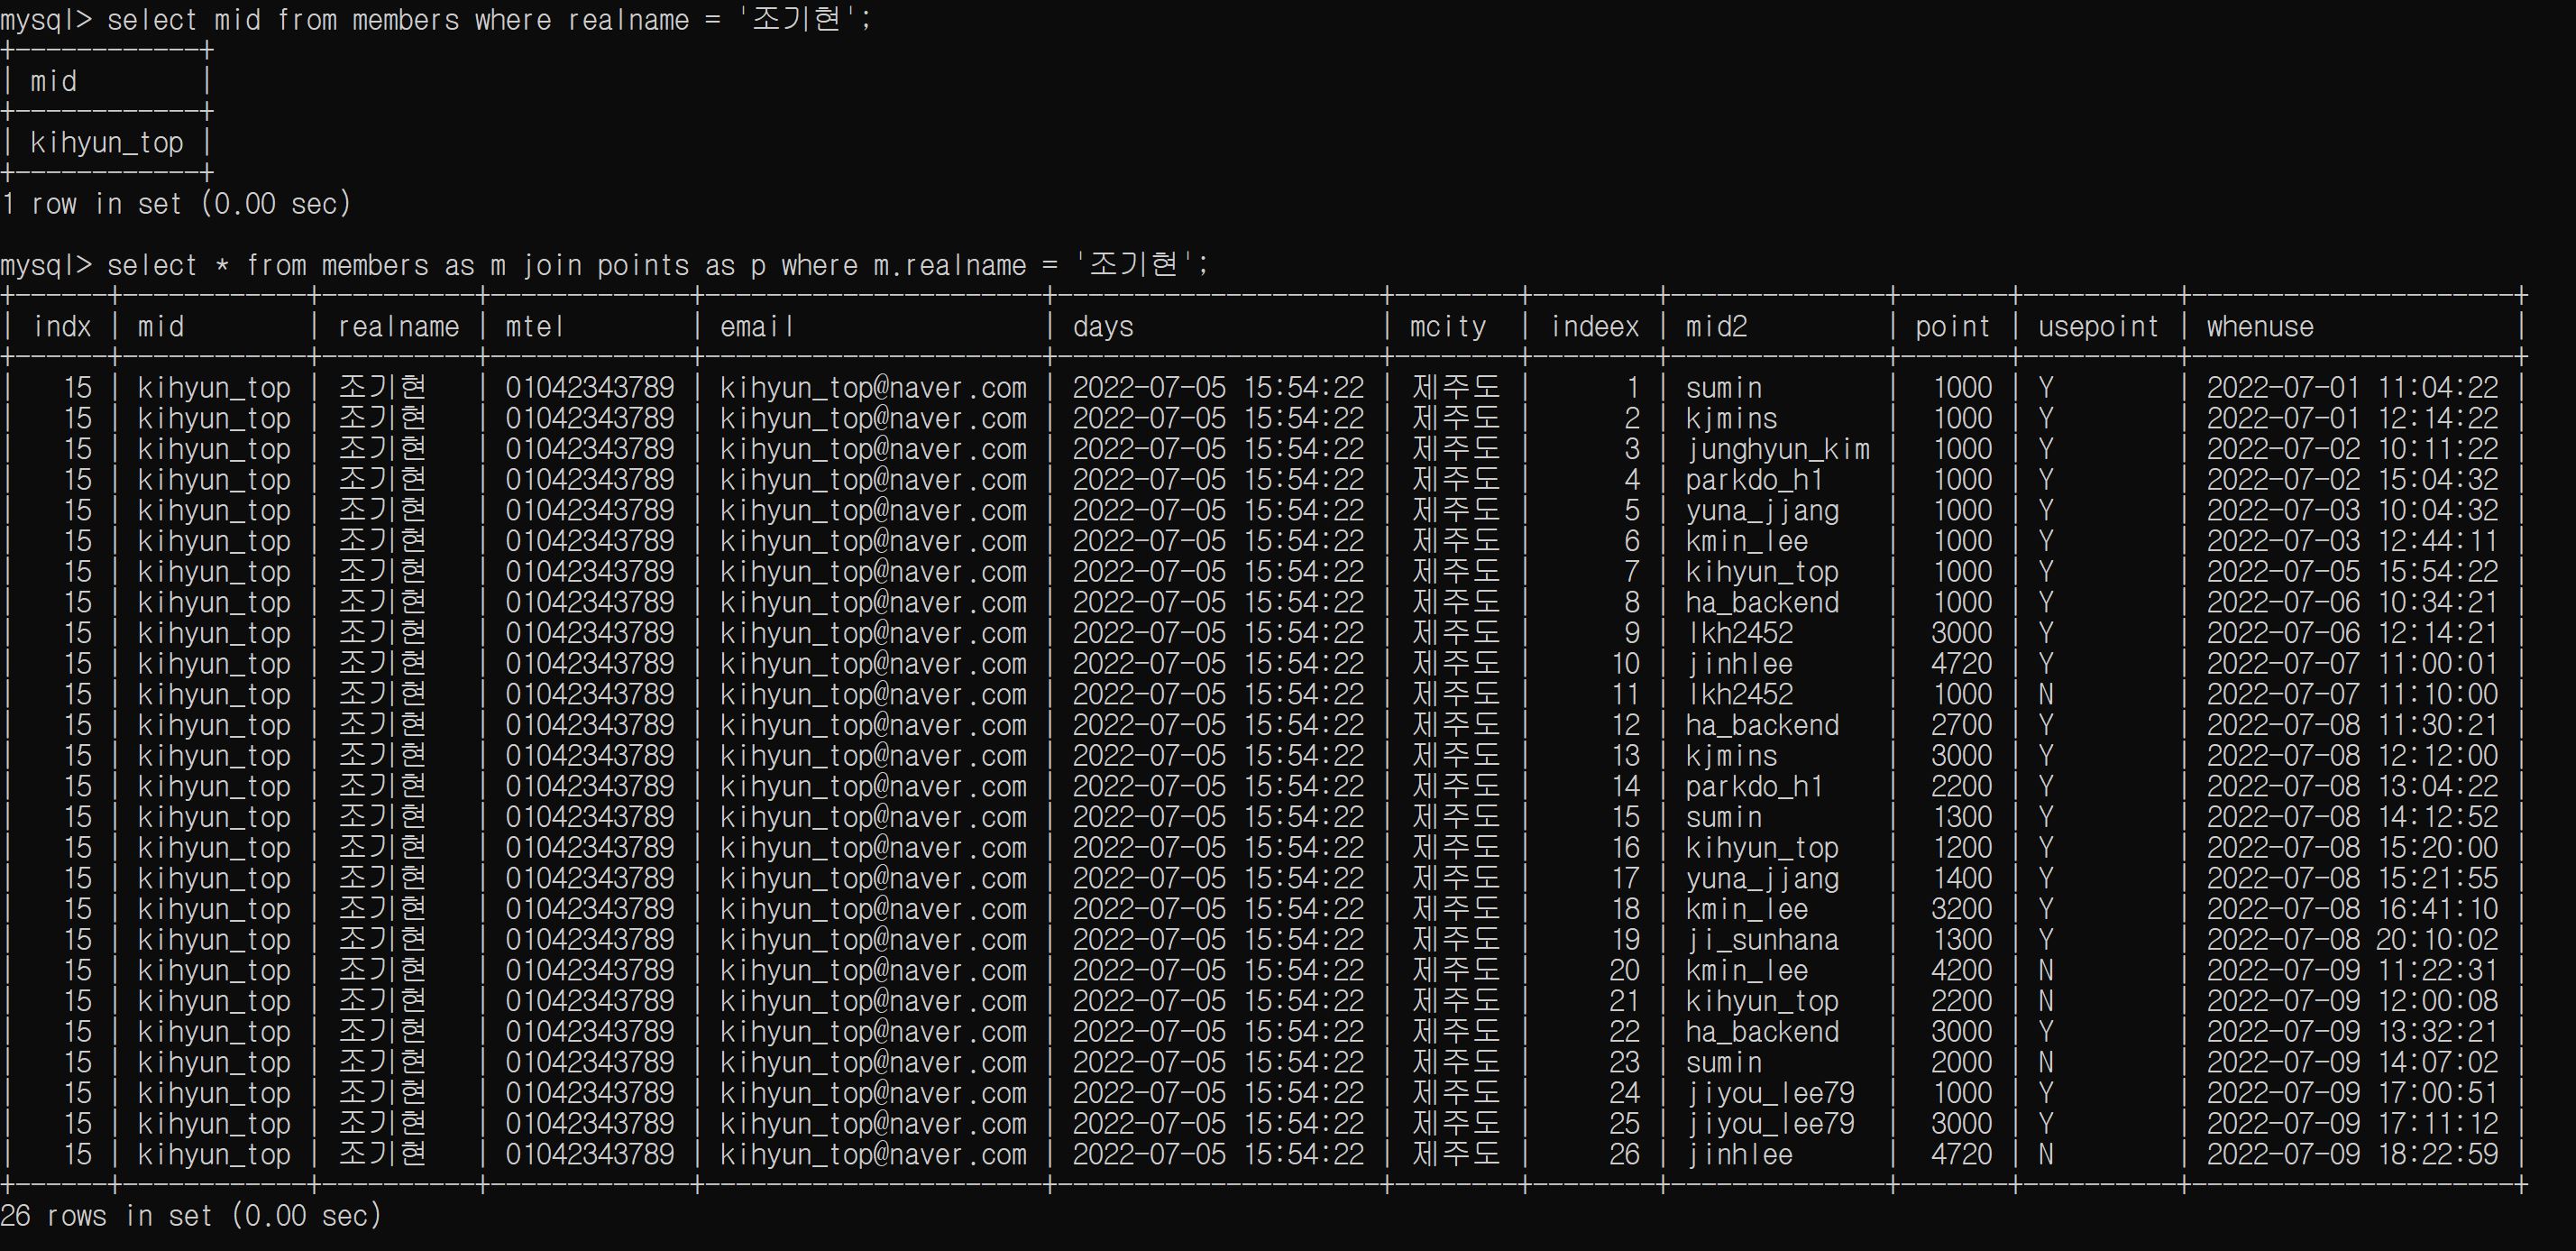 mysql> select mid from members where realname = '조기현';
+------------+
| mid        |
+------------+
| kihyun_top |
+------------+
1 row in set (0.00 sec)
mysql> select * from members as m join points as p where m.realname = '조기현';
+------+------------+----------+-------------+----------------------+---------------------+--------+--------+--------------+-------+----------+---------------------+
| indx | mid        | realname | mtel        | email                | days                | mcity  | indeex | mid2         | point | usepoint | whenuse             |
+------+------------+----------+-------------+----------------------+---------------------+--------+--------+--------------+-------+----------+---------------------+
| 15 | kihyun_top | 조기현 | 01042343789 | kihyun_top@naver.com | 2022-07-05 15:54:22 | 제주도 | 1 | sumin | 1000 | Y | 2022-07-01 11:04:22 |
| 15 | kihyun_top | 조기현 | 01042343789 | kihyun_top@naver.com | 2022-07-05 15:54:22 | 제주도 | 2 | kjmins | 1000 | Y | 2022-07-01 12:14:22 |
| 15 | kihyun_top | 조기현 | 01042343789 | kihyun_top@naver.com | 2022-07-05 15:54:22 | 제주도 | 3 | junghyun_kim | 1000 | Y | 2022-07-02 10:11:22 |
| 15 | kihyun_top | 조기현 | 01042343789 | kihyun_top@naver.com | 2022-07-05 15:54:22 | 제주도 | 4 | parkdo_h1 | 1000 | Y | 2022-07-02 15:04:32 |
| 15 | kihyun_top | 조기현 | 01042343789 | kihyun_top@naver.com | 2022-07-05 15:54:22 | 제주도 | 5 | yuna_jjang | 1000 | Y | 2022-07-03 10:04:32 |
| 15 | kihyun_top | 조기현 | 01042343789 | kihyun_top@naver.com | 2022-07-05 15:54:22 | 제주도 | 6 | kmin_lee | 1000 | Y | 2022-07-03 12:44:11 |
| 15 | kihyun_top | 조기현 | 01042343789 | kihyun_top@naver.com | 2022-07-05 15:54:22 | 제주도 | 7 | kihyun_top | 1000 | Y | 2022-07-05 15:54:22 |
| 15 | kihyun_top | 조기현 | 01042343789 | kihyun_top@naver.com | 2022-07-05 15:54:22 | 제주도 | 8 | ha_backend | 1000 | Y | 2022-07-06 10:34:21 |
| 15 | kihyun_top | 조기현 | 01042343789 | kihyun_top@naver.com | 2022-07-05 15:54:22 | 제주도 | 9 | lkh2452 | 3000 | Y | 2022-07-06 12:14:21 |
| 15 | kihyun_top | 조기현 | 01042343789 | kihyun_top@naver.com | 2022-07-05 15:54:22 | 제주도 | 10 | jinhlee | 4720 | Y | 2022-07-07 11:00:01 |
| 15 | kihyun_top | 조기현 | 01042343789 | kihyun_top@naver.com | 2022-07-05 15:54:22 | 제주도 | 11 | lkh2452 | 1000 | N | 2022-07-07 11:10:00 |
| 15 | kihyun_top | 조기현 | 01042343789 | kihyun_top@naver.com | 2022-07-05 15:54:22 | 제주도 | 12 | ha_backend | 2700 | Y | 2022-07-08 11:30:21 |
| 15 | kihyun_top | 조기현 | 01042343789 | kihyun_top@naver.com | 2022-07-05 15:54:22 | 제주도 | 13 | kjmins | 3000 | Y | 2022-07-08 12:12:00 |
| 15 | kihyun_top | 조기현 | 01042343789 | kihyun_top@naver.com | 2022-07-05 15:54:22 | 제주도 | 14 | parkdo_h1 | 2200 | Y | 2022-07-08 13:04:22 |
| 15 | kihyun_top | 조기현 | 01042343789 | kihyun_top@naver.com | 2022-07-05 15:54:22 | 제주도 | 15 | sumin | 1300 | Y | 2022-07-08 14:12:52 |
| 15 | kihyun_top | 조기현 | 01042343789 | kihyun_top@naver.com | 2022-07-05 15:54:22 | 제주도 | 16 | kihyun_top | 1200 | Y | 2022-07-08 15:20:00 |
| 15 | kihyun_top | 조기현 | 01042343789 | kihyun_top@naver.com | 2022-07-05 15:54:22 | 제주도 | 17 | yuna_jjang | 1400 | Y | 2022-07-08 15:21:55 |
| 15 | kihyun_top | 조기현 | 01042343789 | kihyun_top@naver.com | 2022-07-05 15:54:22 | 제주도 | 18 | kmin_lee | 3200 | Y | 2022-07-08 16:41:10 |
| 15 | kihyun_top | 조기현 | 01042343789 | kihyun_top@naver.com | 2022-07-05 15:54:22 | 제주도 | 19 | ji_sunhana | 1300 | Y | 2022-07-08 20:10:02 |
| 15 | kihyun_top | 조기현 | 01042343789 | kihyun_top@naver.com | 2022-07-05 15:54:22 | 제주도 | 20 | kmin_lee | 4200 | N | 2022-07-09 11:22:31 |
| 15 | kihyun_top | 조기현 | 01042343789 | kihyun_top@naver.com | 2022-07-05 15:54:22 | 제주도 | 21 | kihyun_top | 2200 | N | 2022-07-09 12:00:08 |
| 15 | kihyun_top | 조기현 | 01042343789 | kihyun_top@naver.com | 2022-07-05 15:54:22 | 제주도 | 22 | ha_backend | 3000 | Y | 2022-07-09 13:32:21 |
| 15 | kihyun_top | 조기현 | 01042343789 | kihyun_top@naver.com | 2022-07-05 15:54:22 | 제주도 | 23 | sumin | 2000 | N | 2022-07-09 14:07:02 |
| 15 | kihyun_top | 조기현 | 01042343789 | kihyun_top@naver.com | 2022-07-05 15:54:22 | 제주도 | 24 | jiyou_lee79 | 1000 | Y | 2022-07-09 17:00:51 |
| 15 | kihyun_top | 조기현 | 01042343789 | kihyun_top@naver.com | 2022-07-05 15:54:22 | 제주도 | 25 | jiyou_lee79 | 3000 | Y | 2022-07-09 17:11:12 |
| 15 | kihyun_top | 조기현 | 01042343789 | kihyun_top@naver.com | 2022-07-05 15:54:22 | 제주도 | 26 | jinhlee | 4720 | N | 2022-07-09 18:22:59 |
+------+------------+----------+-------------+----------------------+---------------------+--------+--------+--------------+-------+----------+---------------------+
26 rows in set (0.00 sec)